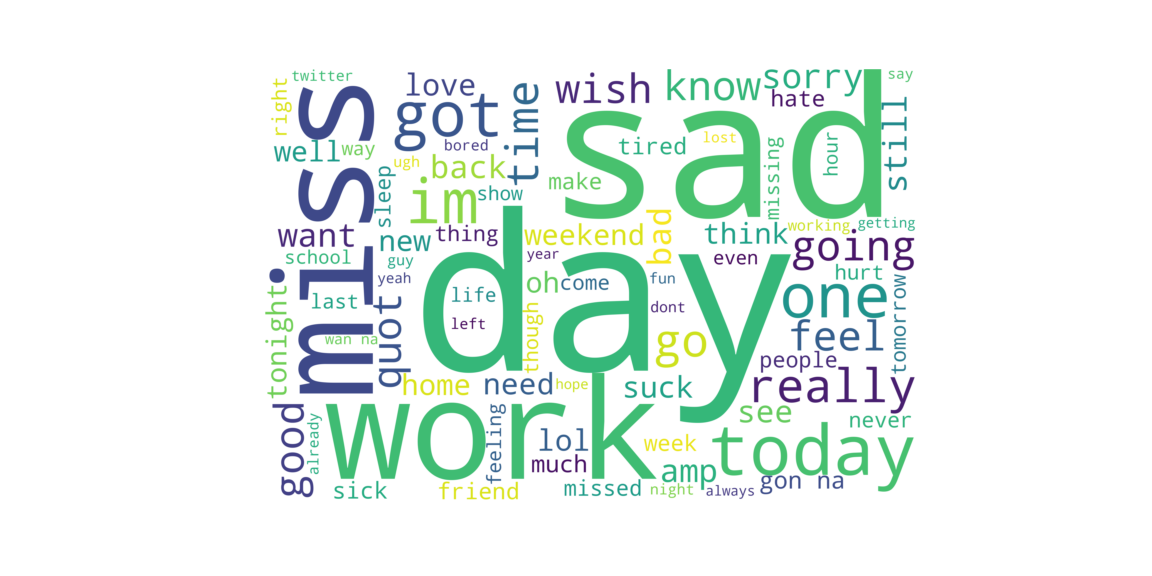 twitter
right
miss
love
got
time
wish
know
sorry
say
hate
sad
still
well
way
bored
ugh
back
tired
lost
missing
hour
sleep
im
show
make
want
new
thing
weekend
bad
think
working
getting
going
school
guy
year
even
yeah
day
oh
come
fun
hurt
tonight
last
quot
life
left
though
dont
one
tomorrow
wan na
go
feel
people
home
need
hope
suck
really
good
already
work
feeling
lol
much
week
see
never
today
amp
sick
friend
missed
night
always
gon na